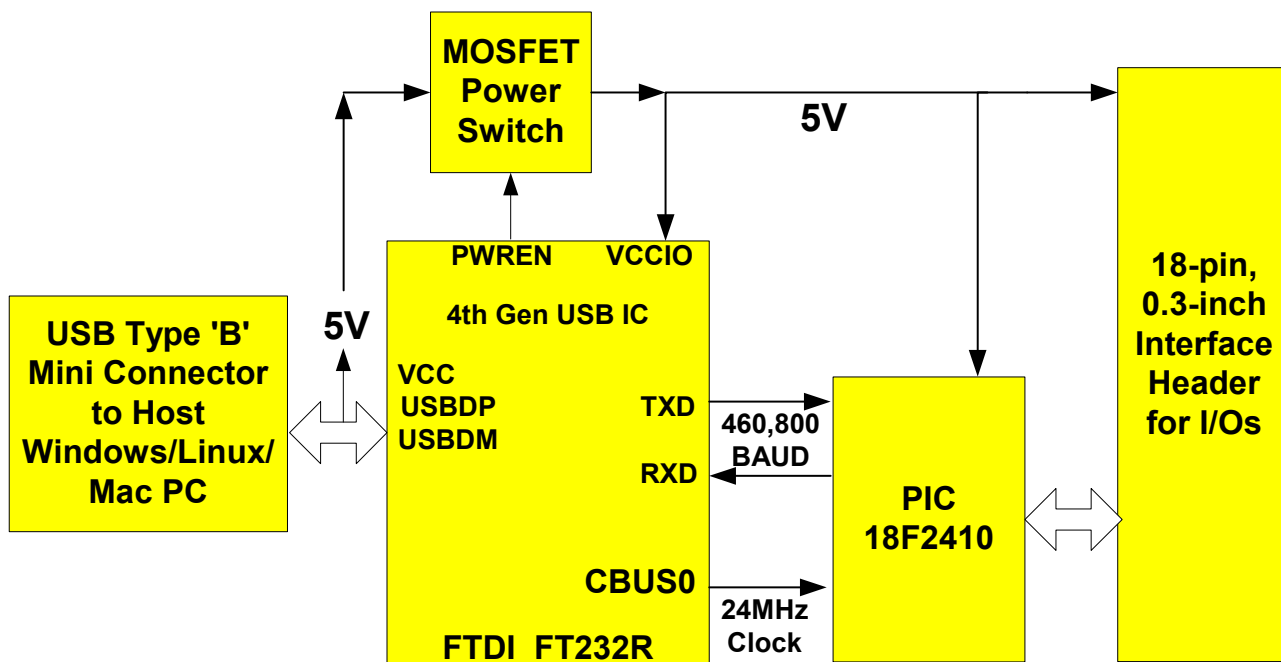 MOSFET
Power
Switch
5V
5V
PWREN VCCIO
4th Gen USB IC
USB Type 'B'
Mini Connector
to Host
Windows/Linux/
Mac PC
VCC
USBDP
USBDM
TXD
RXD
CBUS0
FTDI FT232R
460,800
BAUD
24MHz
Clock
PIC
18F2410
18-pin,
0.3-inch
Interface
Header
for I/Os